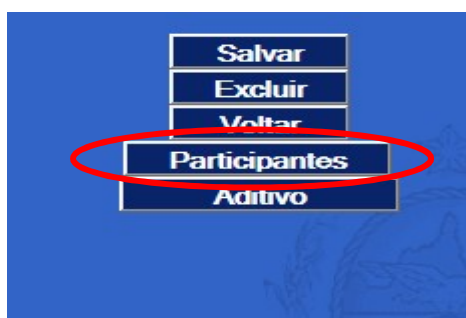 Salvar
Excluir
Voltar
Participantes
Aditivo